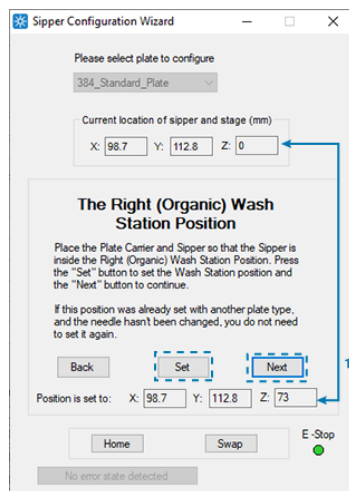 Sipper Configuration Wizard
Please select plate to configure
384_Standard_Plate
Current location of sipper and stage (mm)
X: 98.7 Y: 112.8 Z: 0
The Right (Organic) Wash
Station Position
Place the Plate Carrier and Sipper so that the Sipper is
inside the Right (Organic) Wash Station Position. Press
the "Set" button to set the Wash Station position and
the "Next" button to continue.
If this position was already set with another plate type,
and the needle hasn't been changed, you do not need
to set it again.
Back Set Next 1
Position is set to: X: 98.7 Y: 112.8 Z: 73
Home Swap E -Stop
No error state detected